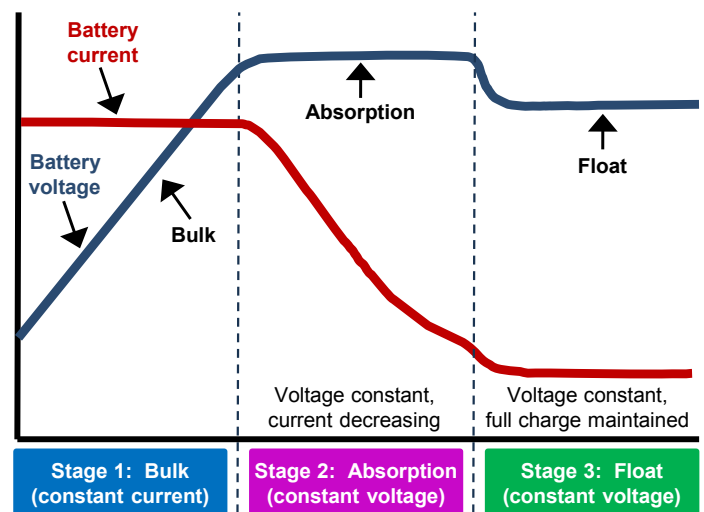 Battery
current
Absorption
Battery
voltage
Float
Bulk
Voltage constant,
current decreasing
Voltage constant,
full charge maintained
Stage 1: Bulk
(constant current)
Stage 2: Absorption
(constant voltage)
Stage 3: Float
(constant voltage)